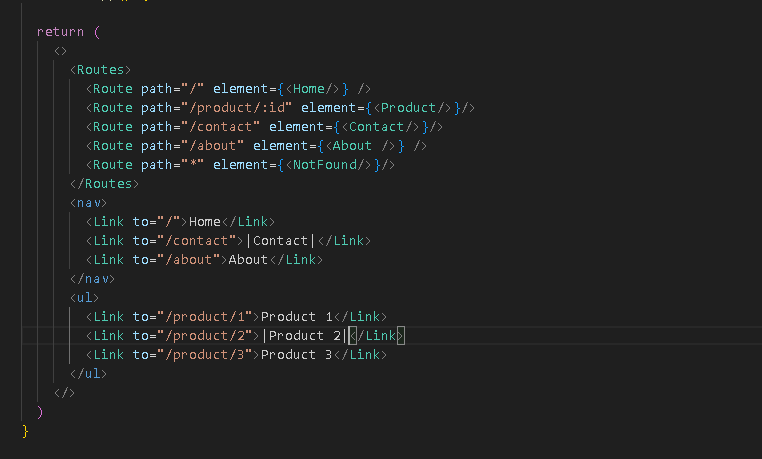 return (
<>
<Routes>
<Route path="/" element={<Home/>} />
<Route path="/product/:id" element={<Product/>}/>
<Route path="/contact" element={<Contact/>}/>
<Route path="/about" element={<About />} />
<Route path="*" element={<NotFound/>}/>
</Routes>
<nav>
<Link to="/">Home</Link>
<Link to="/contact">|Contact|</Link>
<Link to="/about">About</Link>
</nav>
<ul>
<Link to="/product/1">Product 1</Link>
<Link to="/product/2">|Product 2|</Link>
<Link to="/product/3">Product 3</Link>
</ul>
</>
)
}